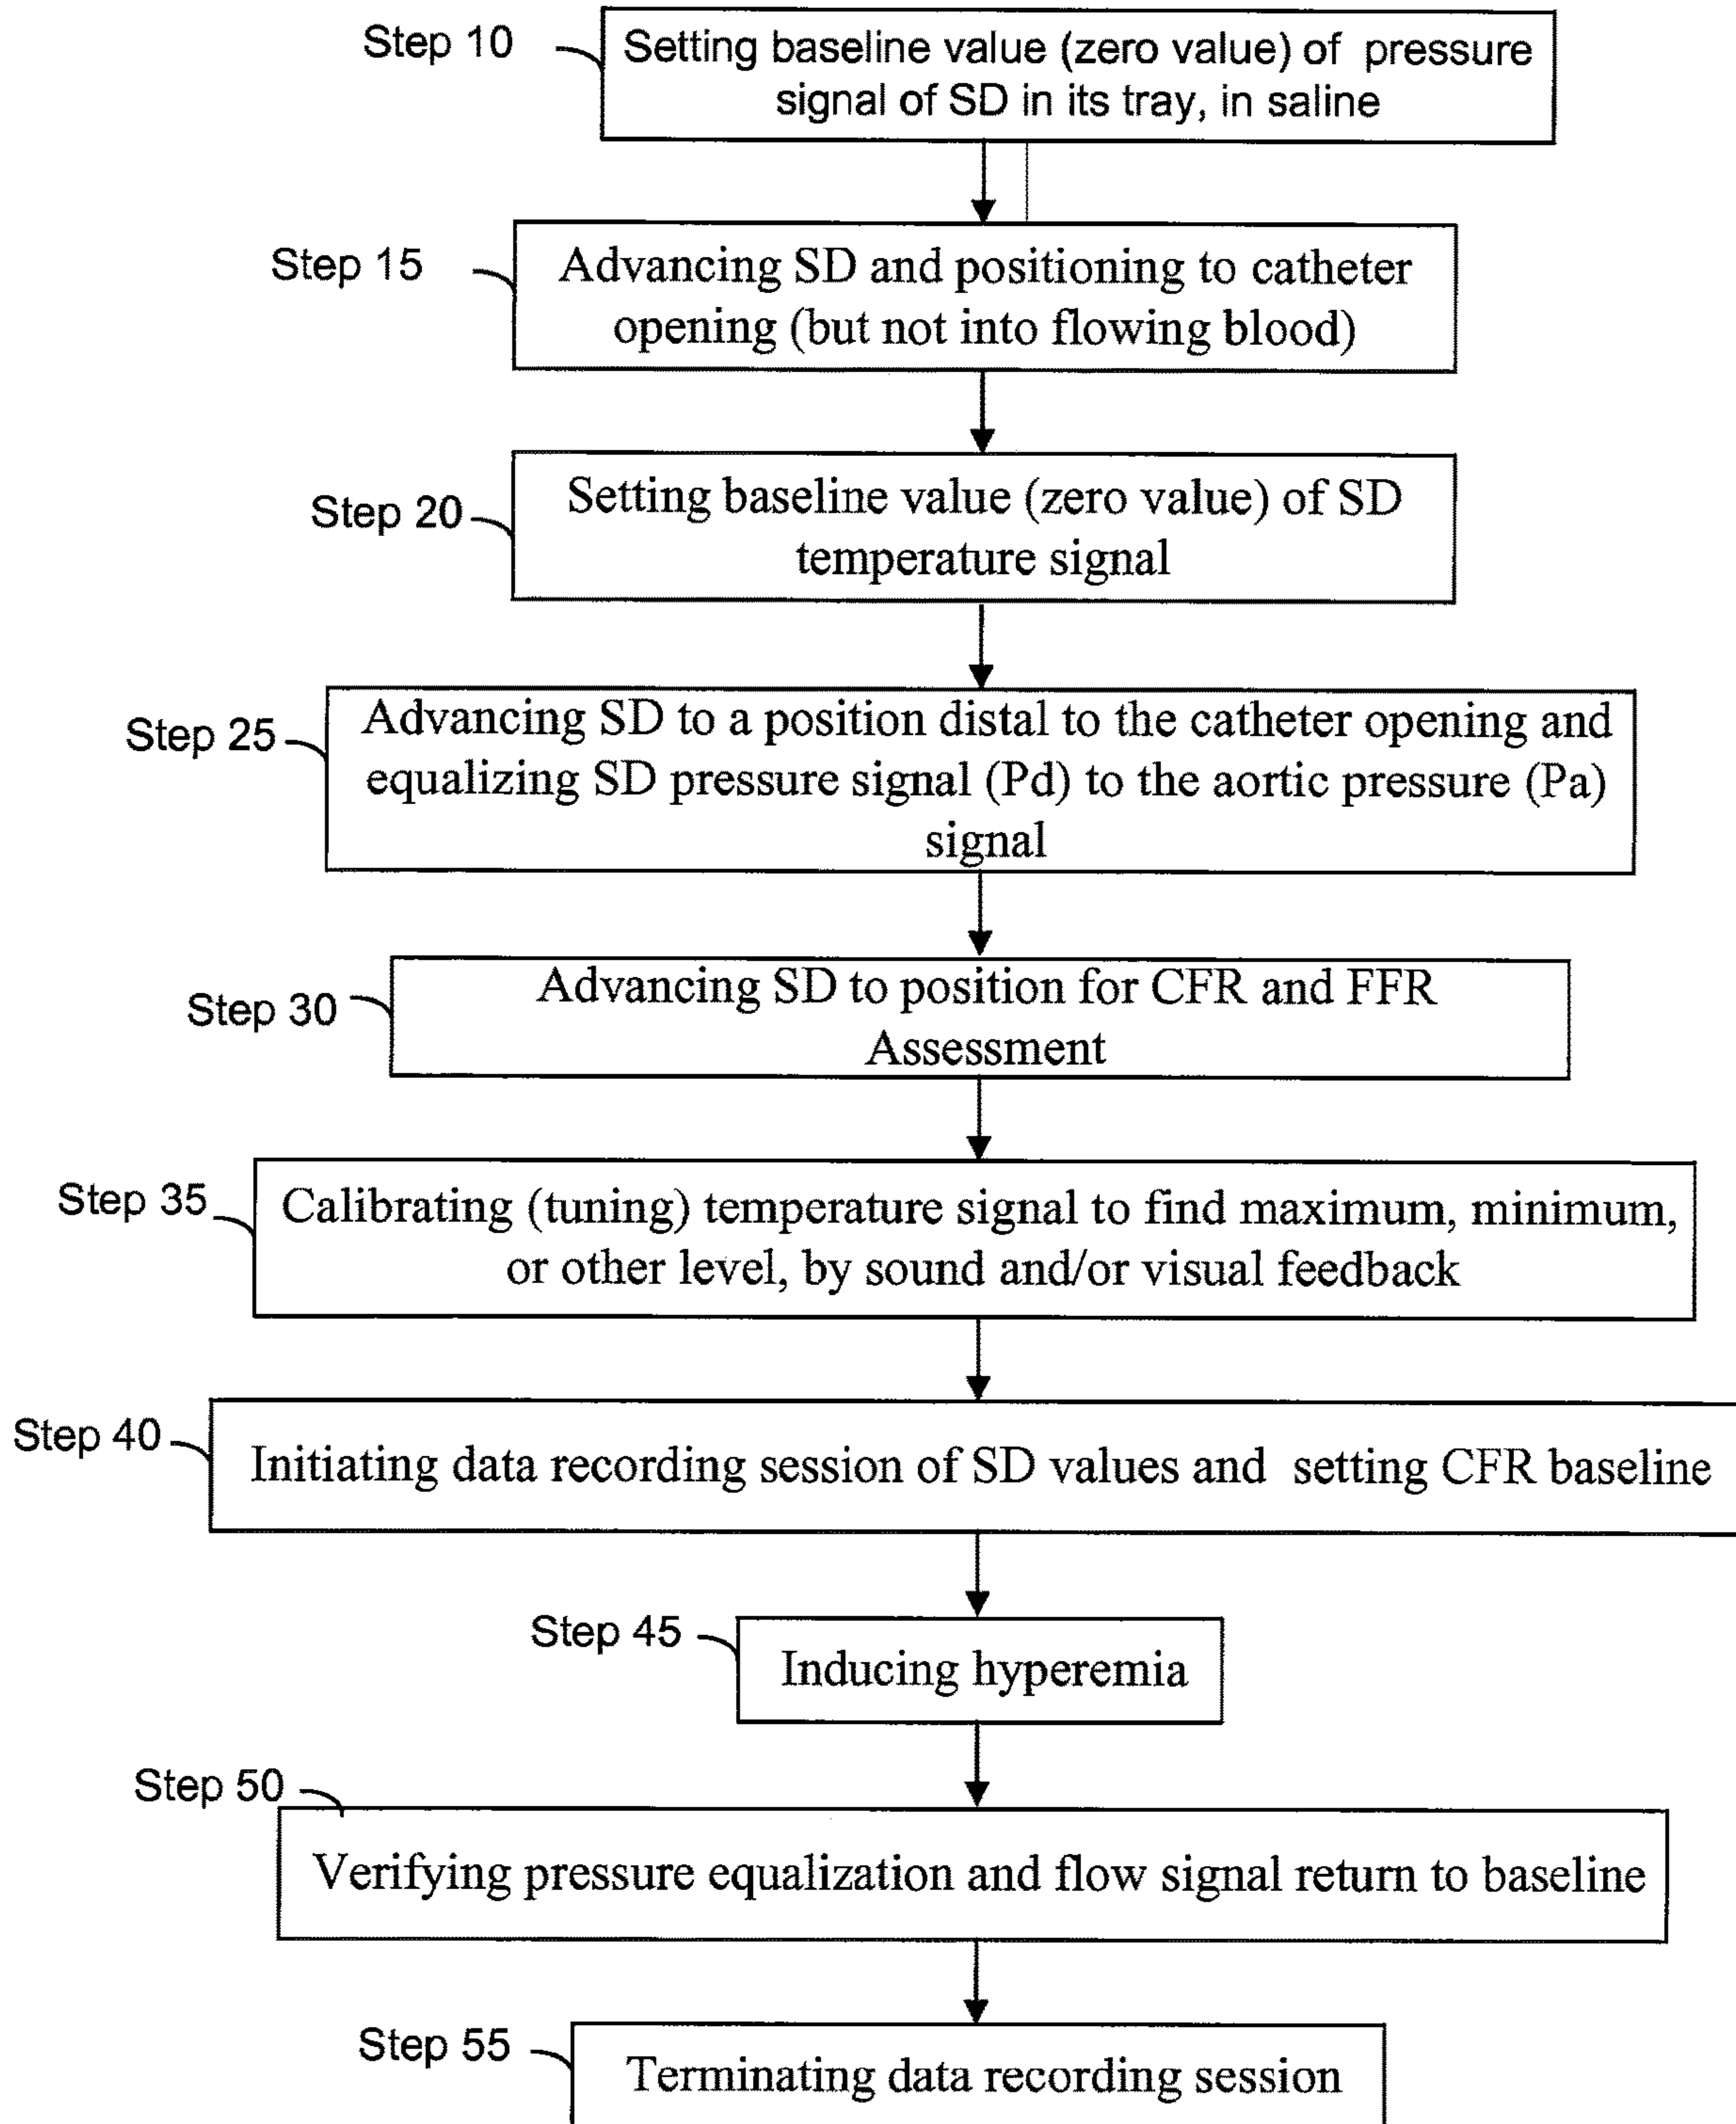 Step 10
Setting baseline value (zero value) of pressure
signal of SD in its tray, in saline
Step 15
Advancing SD and positioning to catheter
opening (but not into flowing blood)
Step 20
Setting baseline value (zero value) of SD
temperature signal
Step 25
Advancing SD to a position distal to the catheter opening and
equalizing SD pressure signal (Pd) to the aortic pressure (Pa)
signal
Step 30
Advancing SD to position for CFR and FFR
Assessment
Step 35
Calibrating (tuning) temperature signal to find maximum, minimum,
or other level, by sound and/or visual feedback
Step 40
Initiating data recording session of SD values and setting CFR baseline
Step 45
Inducing hyperemia
Step 50
Verifying pressure equalization and flow signal return to baseline
Step 55
Terminating data recording session